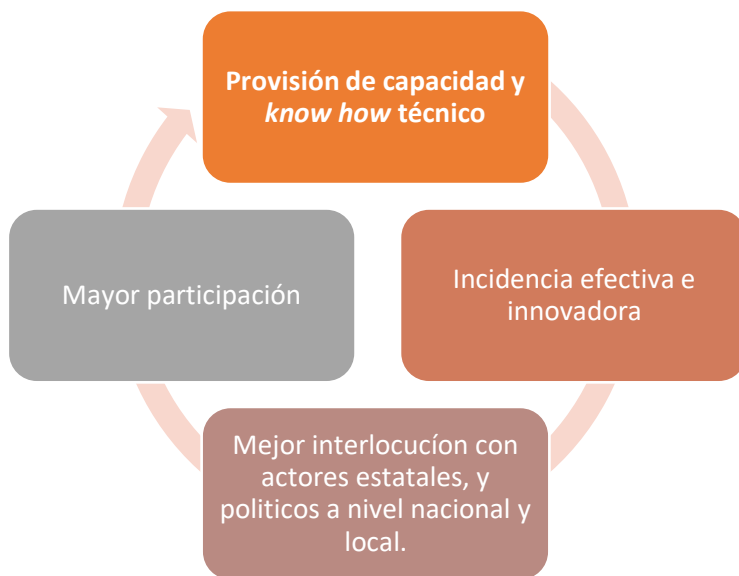 Provisión de capacidad y
know how técnico
Incidencia efectiva e
innovadora
Mejor interlocucíon con
actores estatales, y
politicos a nivel nacional y
local.
Mayor participación